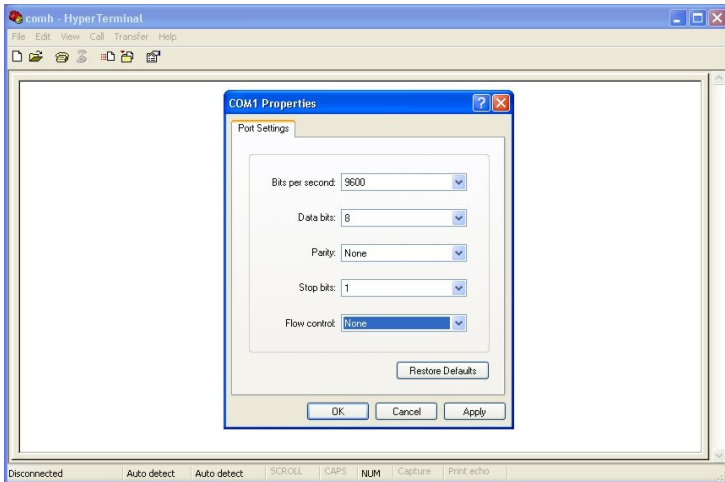 comh - HyperTerminal
File Edit View Call Transfer Help
COM1 Properties
Port Settings
Bits per second: 9600
Data bits: 8
Parity: None
Stop bits: 1
Flow control: None
Restore Defaults
OK Cancel Apply
Disconnected Auto detect Auto detect SCROLL CAPS NUM Capture Print echo